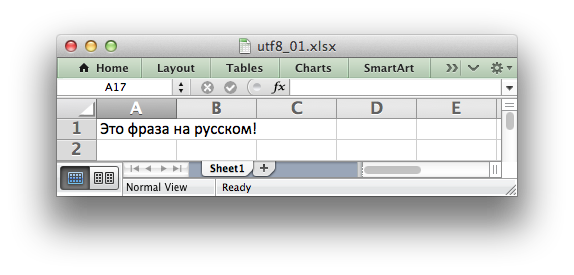 utf8_01.xlsx
Home Layout Tables Charts SmartArt
A17 fx
A B C D E
1 Это фраза на русском!
2
Sheet1
Normal View Ready